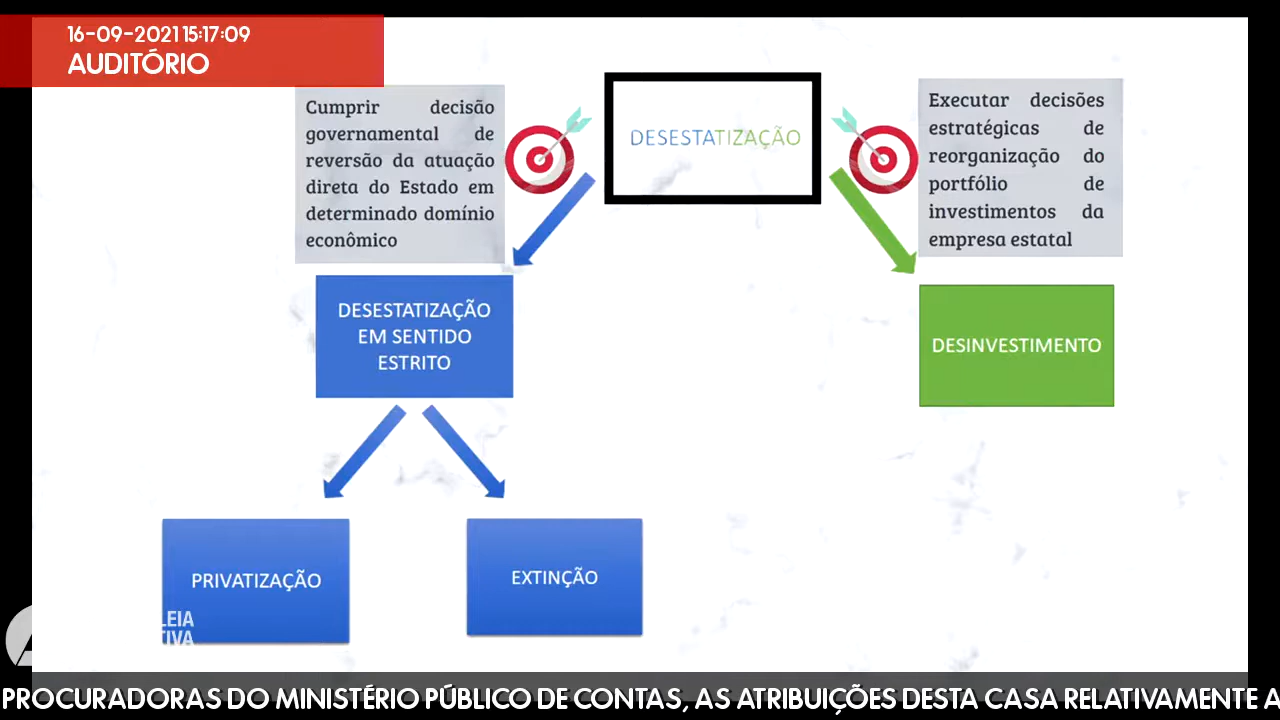 16-09-2021 15:17:09
AUDITÓRIO
Cumprir decisão
governamental de
reversão da atuação
direta do Estado em
determinado domínio
econômico
DESESTATIZAÇÃO
Executar decisões
estratégicas de
reorganização do
portfólio de
investimentos da
empresa estatal
DESESTATIZAÇÃO
EM SENTIDO
ESTRITO
DESINVESTIMENTO
PRIVATIZAÇÃO
EXTINÇÃO
LEIA
TIVA
PROCURADORAS DO MINISTÉRIO PÚBLICO DE CONTAS, AS ATRIBUIÇÕES DESTA CASA RELATIVAMENTE A